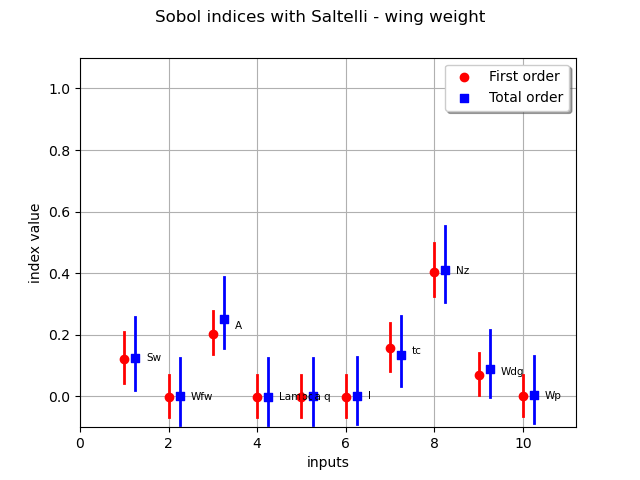 Sobol indices with Saltelli - wing weight
First order
Total order
1.0
0.8
0.6
0.4
0.2
0.0
index value
Sw
Wfw
A
Lambda
q
l
tc
Nz
Wdg
Wp
0 2 4 6 8 10
inputs